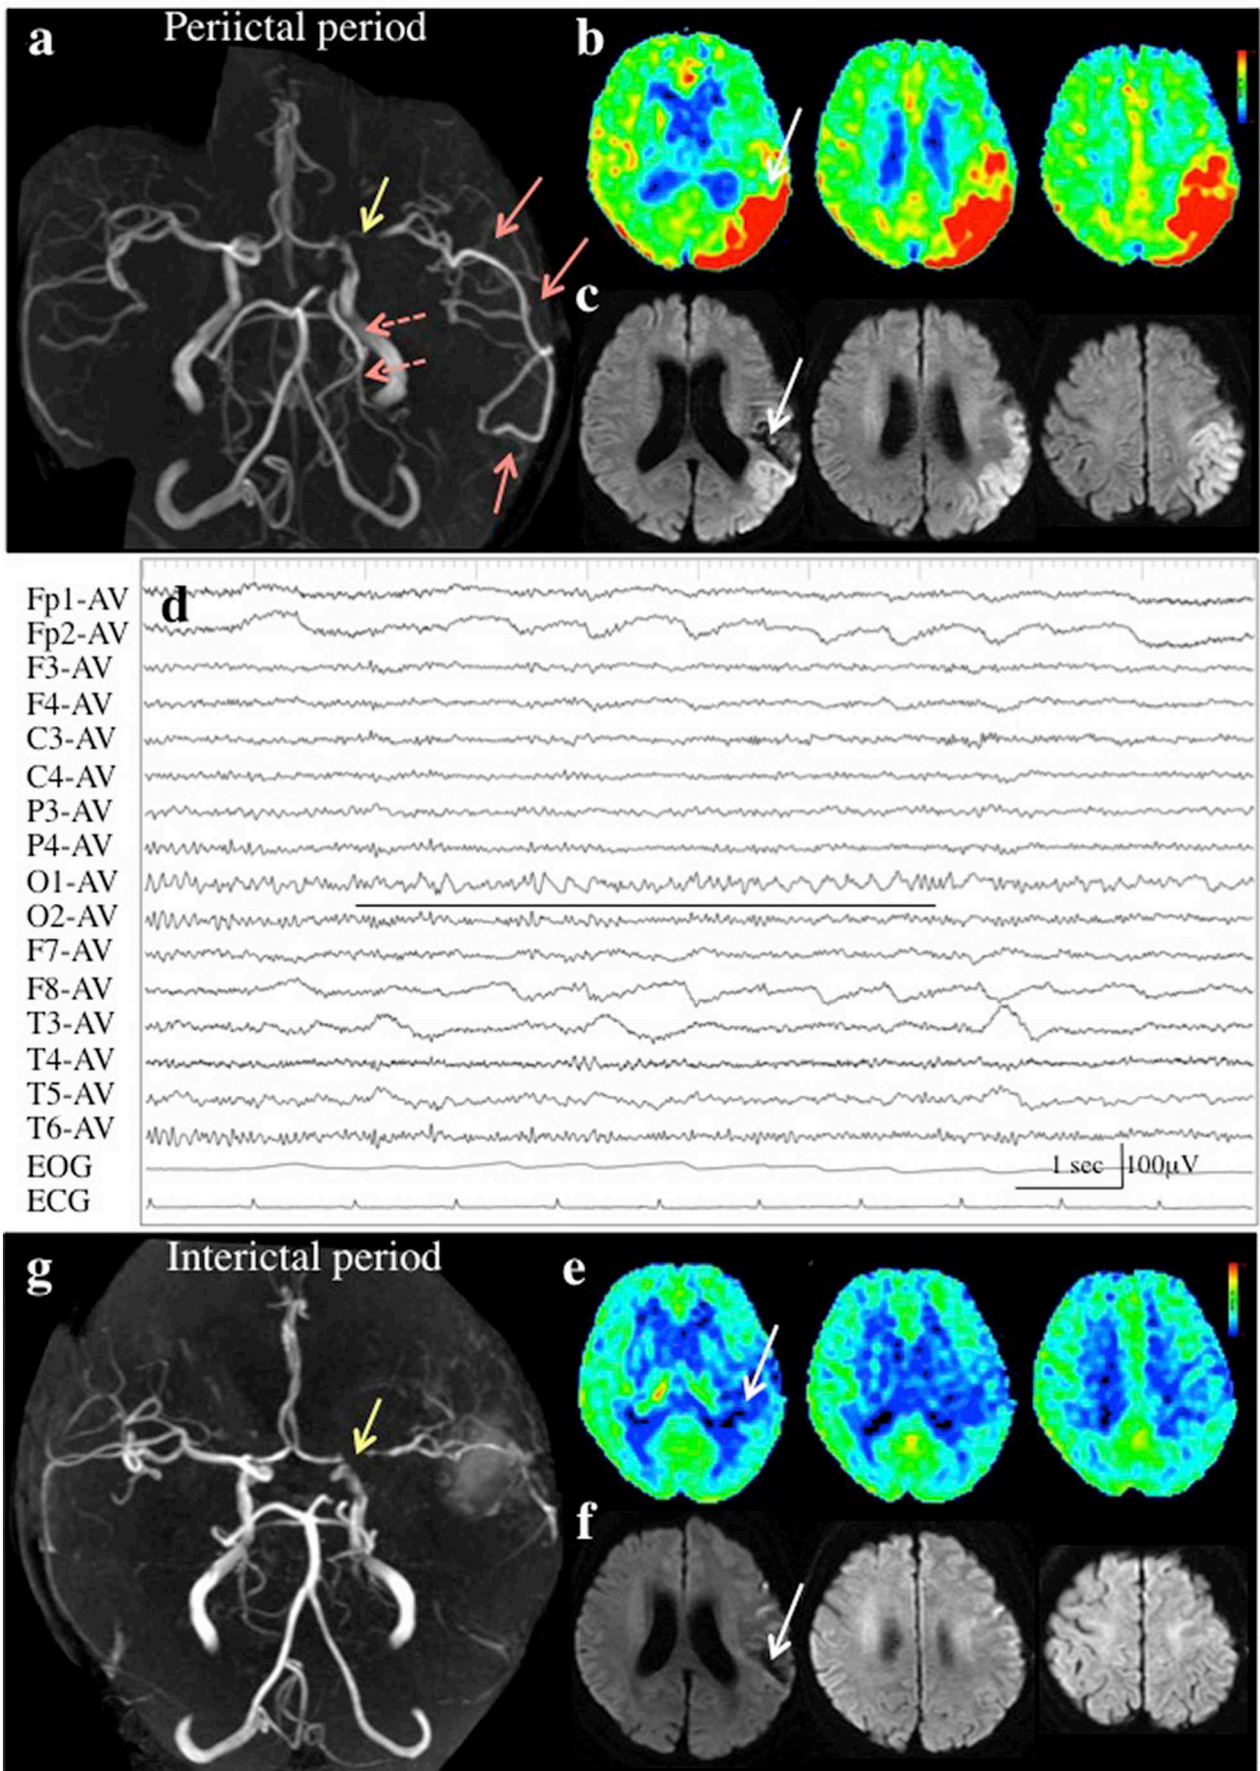 a
Periictal period
b
c
d
Fp1-AV
Fp2-AV
F3-AV
F4-AV
C3-AV
C4-AV
P3-AV
P4-AV
O1-AV
O2-AV
F7-AV
F8-AV
T3-AV
T4-AV
T5-AV
T6-AV
EOG
ECG
1 sec
100μV
g
Interictal period
e
f